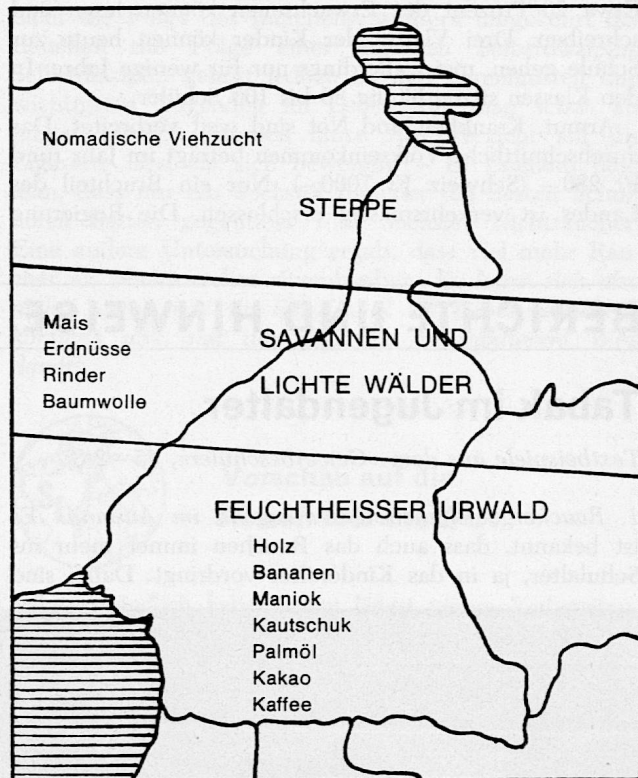 Nomadische Viehzucht
STEPPE
Mais
Erdnüsse
Rinder
Baumwolle
SAVANNEN UND
LICHTE WÄLDER
FEUCHTHEISSER URWALD
Holz
Bananen
Maniok
Kautschuk
Palmöl
Kakao
Kaffee